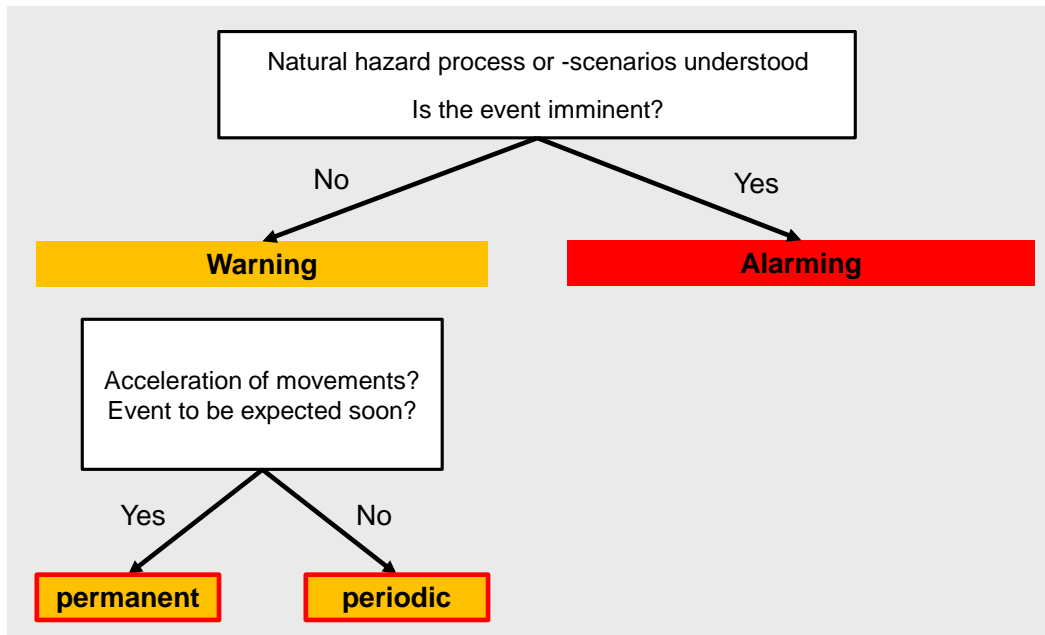 Natural hazard process or -scenarios understood
Is the event imminent?
No
Yes
Warning
Alarming
Acceleration of movements?
Event to be expected soon?
Yes
No
permanent
periodic